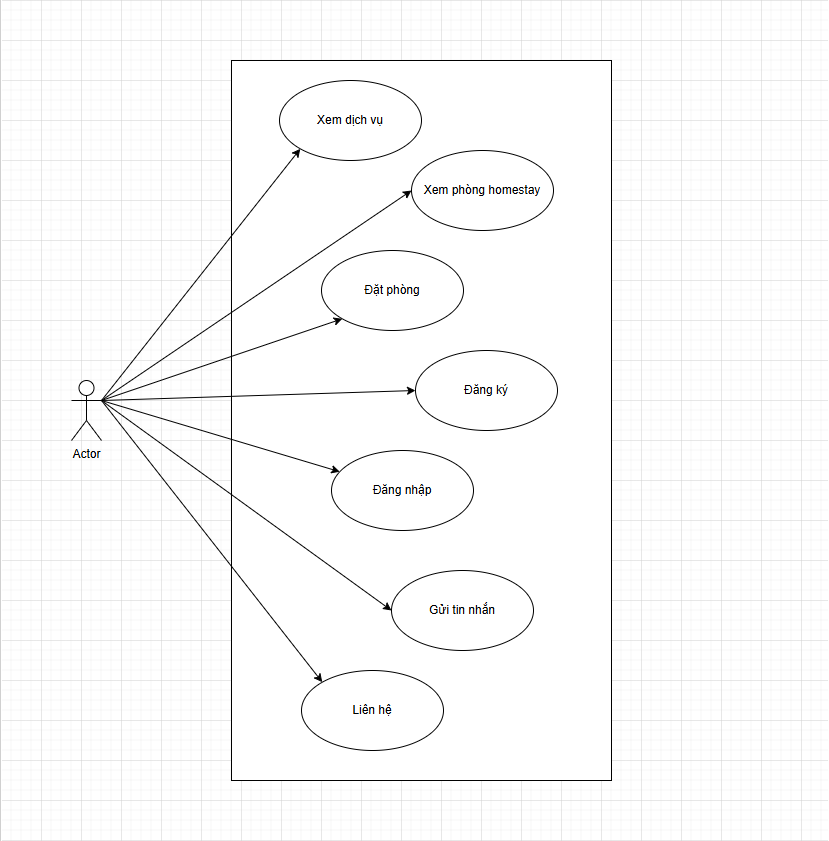 Xem dịch vụ
Xem phòng homestay
Đặt phòng
Đăng ký
Actor
Đăng nhập
Gửi tin nhắn
Liên hệ